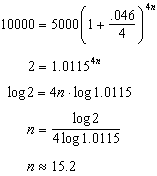 10000 = 5000(1 + .046/4)^{4n}
2 = 1.0115^{4n}
log 2 = 4n · log 1.0115
n = log 2 / 4 log 1.0115
n ≈ 15.2